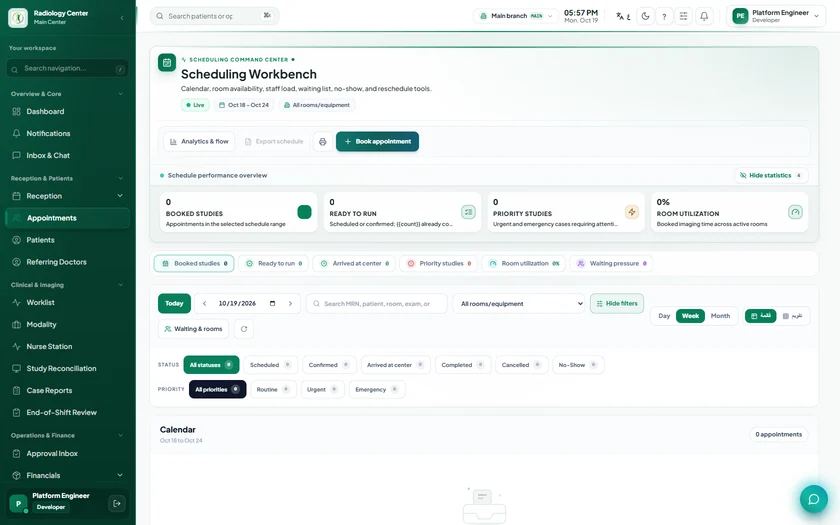 Radiology Center
Main Center
Your workspace
Search navigation...
/
Overview & Core
Dashboard
Notifications
Inbox & Chat
Reception & Patients
Reception
Appointments
Patients
Referring Doctors
Clinical & Imaging
Worklist
Modality
Nurse Station
Study Reconciliation
Case Reports
End-of-Shift Review
Operations & Finance
Approval Inbox
Financials
P
Platform Engineer
Developer
Search patients or op
Main branch
MAIN
05:57 PM
Mon. Oct 19
ع
?
PE
Platform Engineer
Developer
SCHEDULING COMMAND CENTER
Scheduling Workbench
Calendar, room availability, staff load, waiting list, no-show, and reschedule tools.
Live
Oct 18 – Oct 24
All rooms/equipment
Analytics & flow
Export schedule
Book appointment
Schedule performance overview
Hide statistics
0
BOOKED STUDIES
Appointments in the selected schedule range
0
READY TO RUN
Scheduled or confirmed; {{count}} already co...
0
PRIORITY STUDIES
Urgent and emergency cases requiring attenti...
0%
ROOM UTILIZATION
Booked imaging time across active rooms
Booked studies 0
Ready to run 0
Arrived at center 0
Priority studies 0
Room utilization 0%
Waiting pressure 0
Today
10/19/2026
Search MRN, patient, room, exam, or
All rooms/equipment
Hide filters
Day
Week
Month
قائمة
Waiting & rooms
STATUS
All statuses 0
Scheduled 0
Confirmed 0
Arrived at center 0
Completed 0
Cancelled 0
No-Show 0
PRIORITY
All priorities 0
Routine 0
Urgent 0
Emergency 0
Calendar
Oct 18 to Oct 24
0 appointments